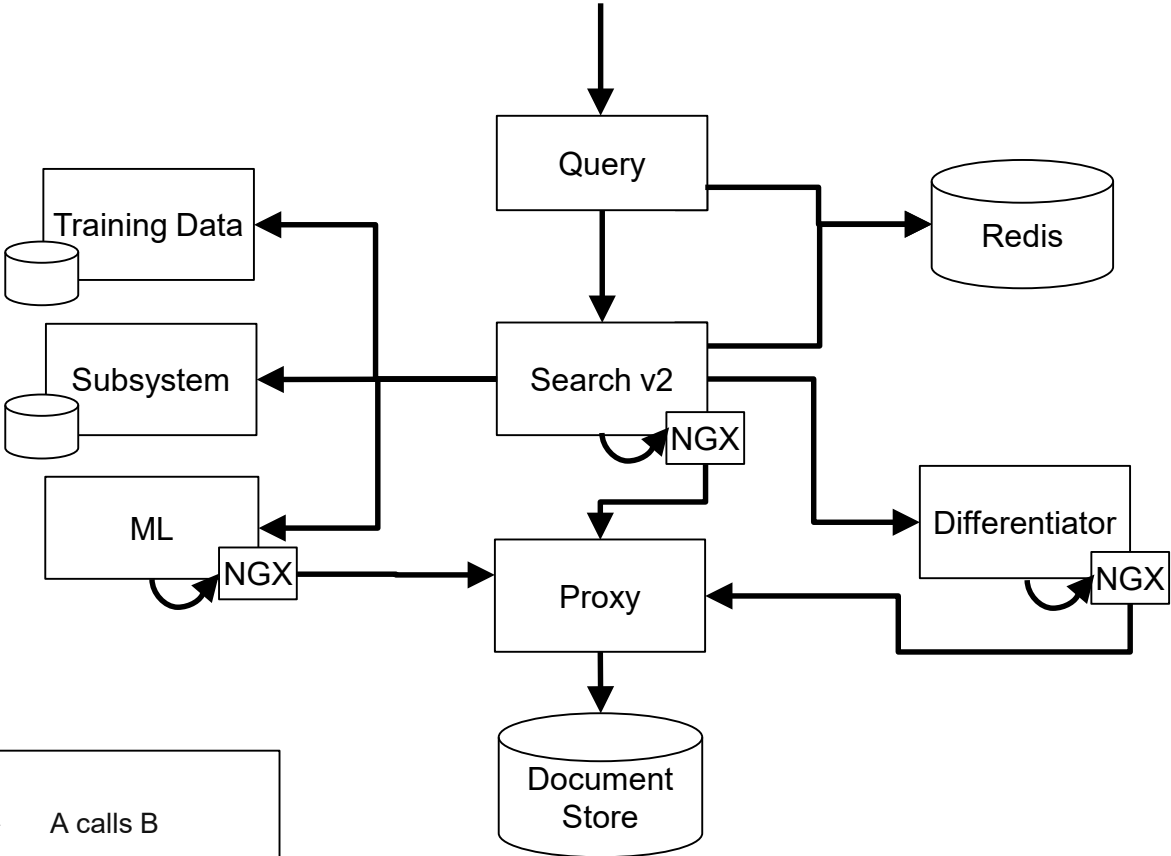 Query
Training Data
Redis
Subsystem
Search v2
NGX
ML
NGX
Differentiator
NGX
Proxy
Document
Store
A calls B